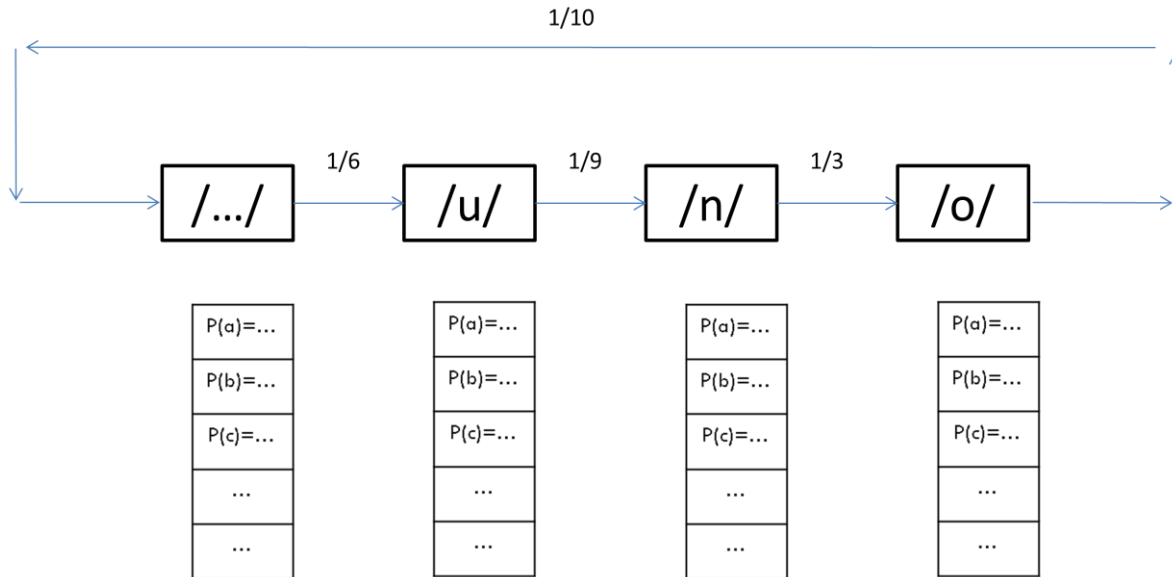 1/10
1/6 1/9 1/3
/.../ /u/ /n/ /o/
P(a)=... P(a)=... P(a)=... P(a)=...
P(b)=... P(b)=... P(b)=... P(b)=...
P(c)=... P(c)=... P(c)=... P(c)=...
... ... ... ...
... ... ... ...